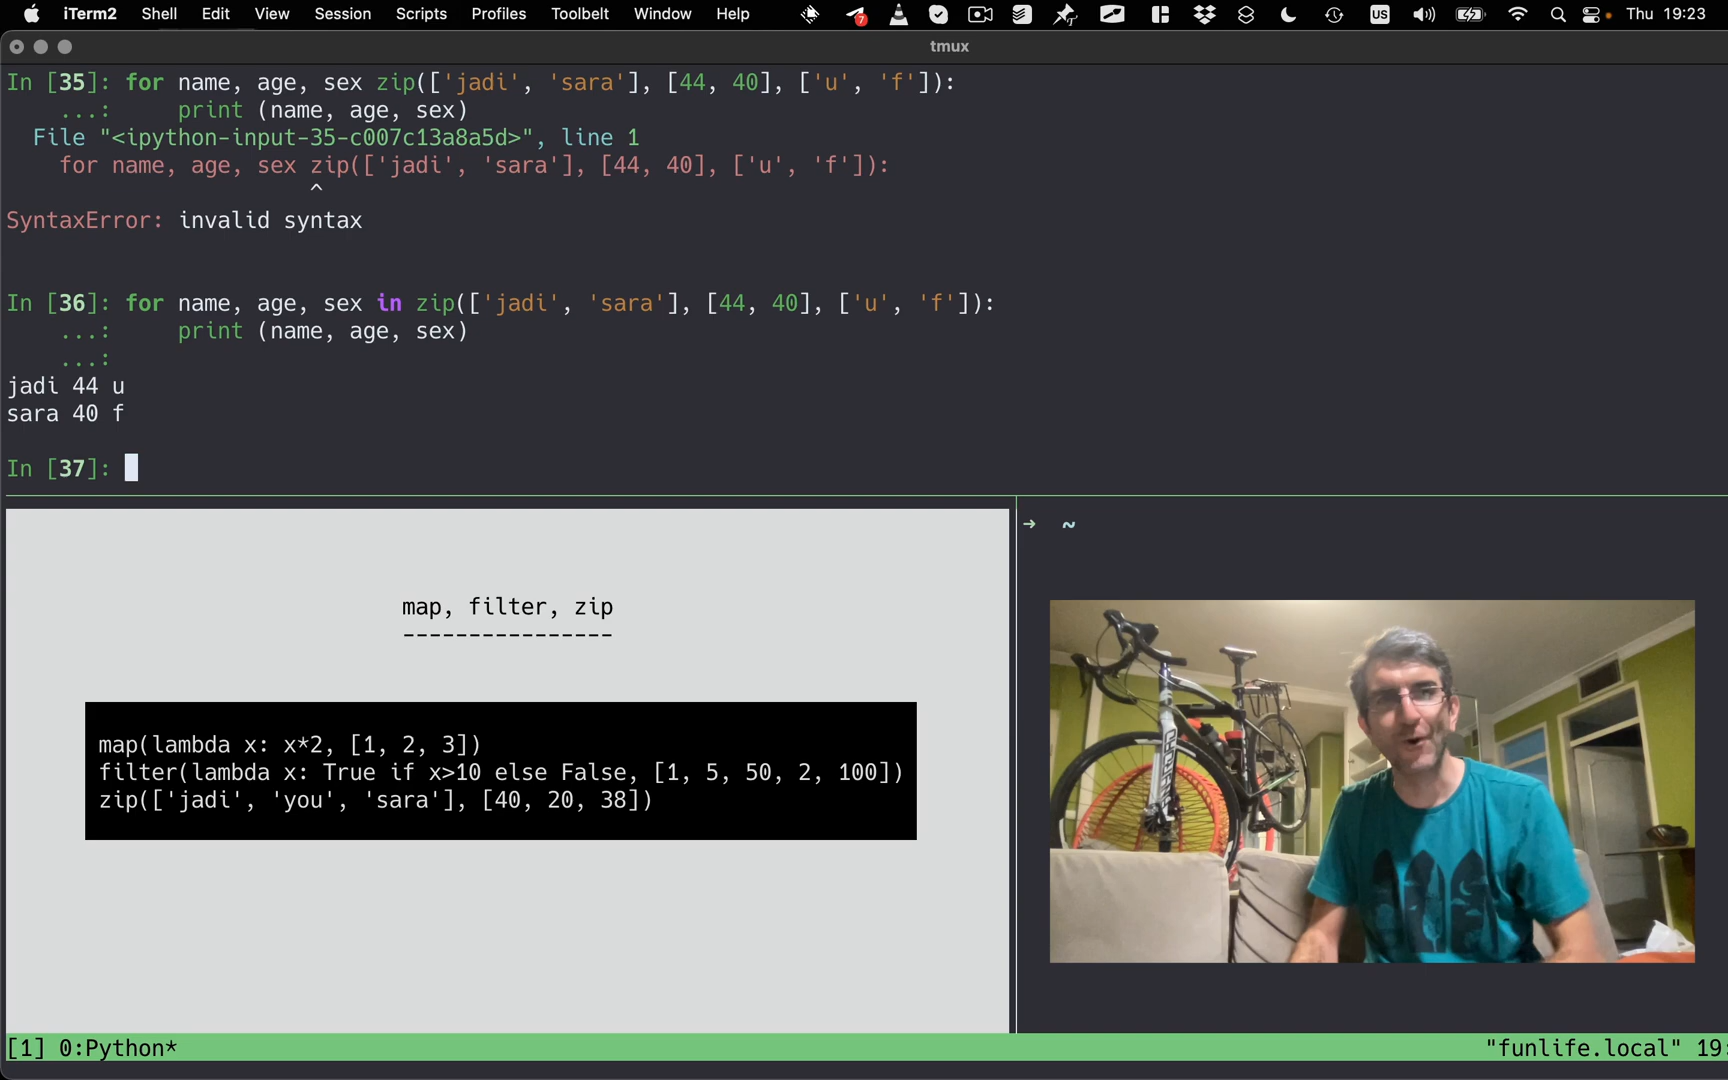 iTerm2 Shell Edit View Session Scripts Profiles Toolbelt Window Help 7 US Thu 19:23
tmux
In [35]: for name, age, sex zip(['jadi', 'sara'], [44, 40], ['u', 'f']):
    ...:     print (name, age, sex)
  File "<ipython-input-35-c007c13a8a5d>", line 1
    for name, age, sex zip(['jadi', 'sara'], [44, 40], ['u', 'f']):
                       ^
SyntaxError: invalid syntax
In [36]: for name, age, sex in zip(['jadi', 'sara'], [44, 40], ['u', 'f']):
    ...:     print (name, age, sex)
    ...:
jadi 44 u
sara 40 f
In [37]:
map, filter, zip
----------------
map(lambda x: x*2, [1, 2, 3])
filter(lambda x: True if x>10 else False, [1, 5, 50, 2, 100])
zip(['jadi', 'you', 'sara'], [40, 20, 38])
→ ~
[1] 0:Python* "funlife.local" 19: